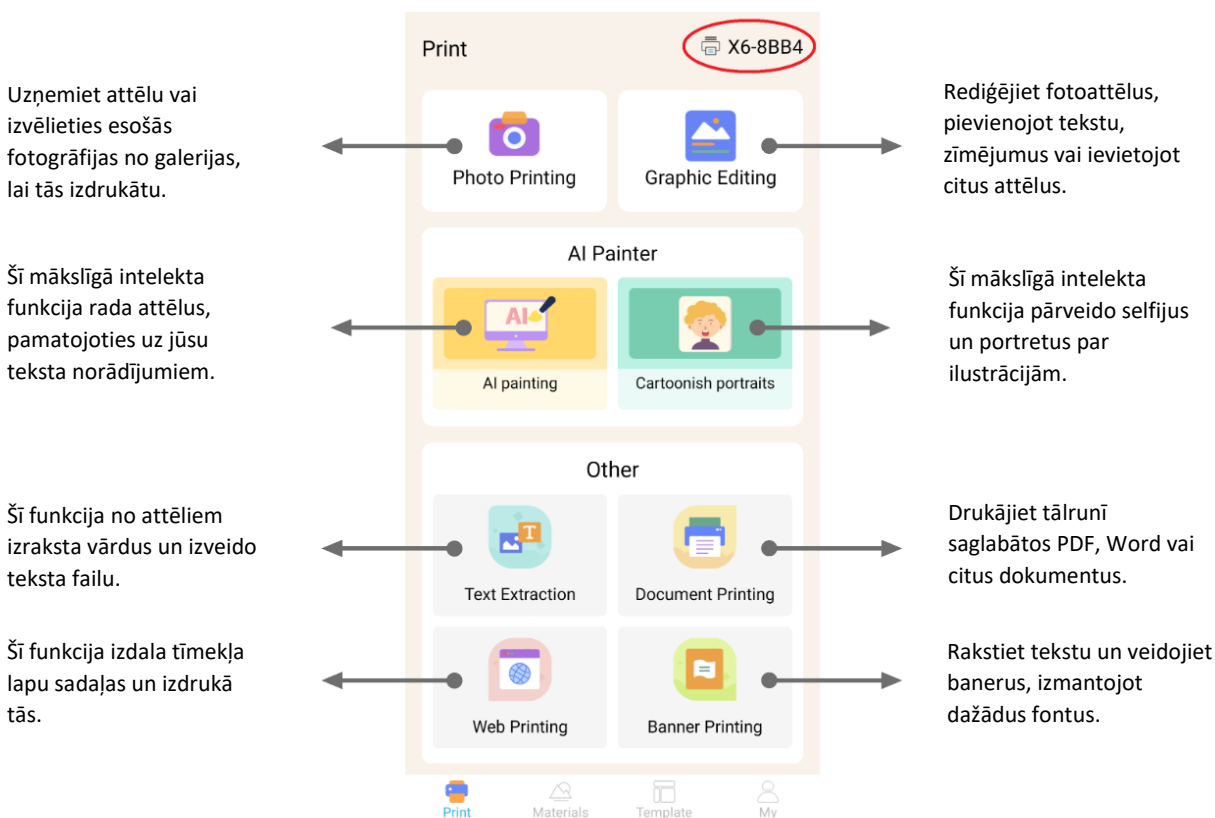 Print
X6-8BB4
Uzņemiet attēlu vai
izvēlieties esošās
fotogrāfijas no galerijas,
lai tās izdrukātu.
Photo Printing
Graphic Editing
Rediģējiet fotoattēlus,
pievienojot tekstu,
zīmējumus vai ievietojot
citus attēlus.
AI Painter
Šī mākslīgā intelekta
funkcija rada attēlus,
pamatojoties uz jūsu
teksta norādījumiem.
AI
AI painting
Cartoonish portraits
Šī mākslīgā intelekta
funkcija pārveido selfijus
un portretus par
ilustrācijām.
Other
Šī funkcija no attēliem
izraksta vārdus un izveido
teksta failu.
T
Text Extraction
Document Printing
Drukājiet tālrunī
saglabātos PDF, Word vai
citus dokumentus.
Šī funkcija izdala tīmekļa
lapu sadaļas un izdrukā
tās.
Web Printing
Banner Printing
Rakstiet tekstu un veidojiet
banerus, izmantojot
dažādus fontus.
Print
Materials
Template
My